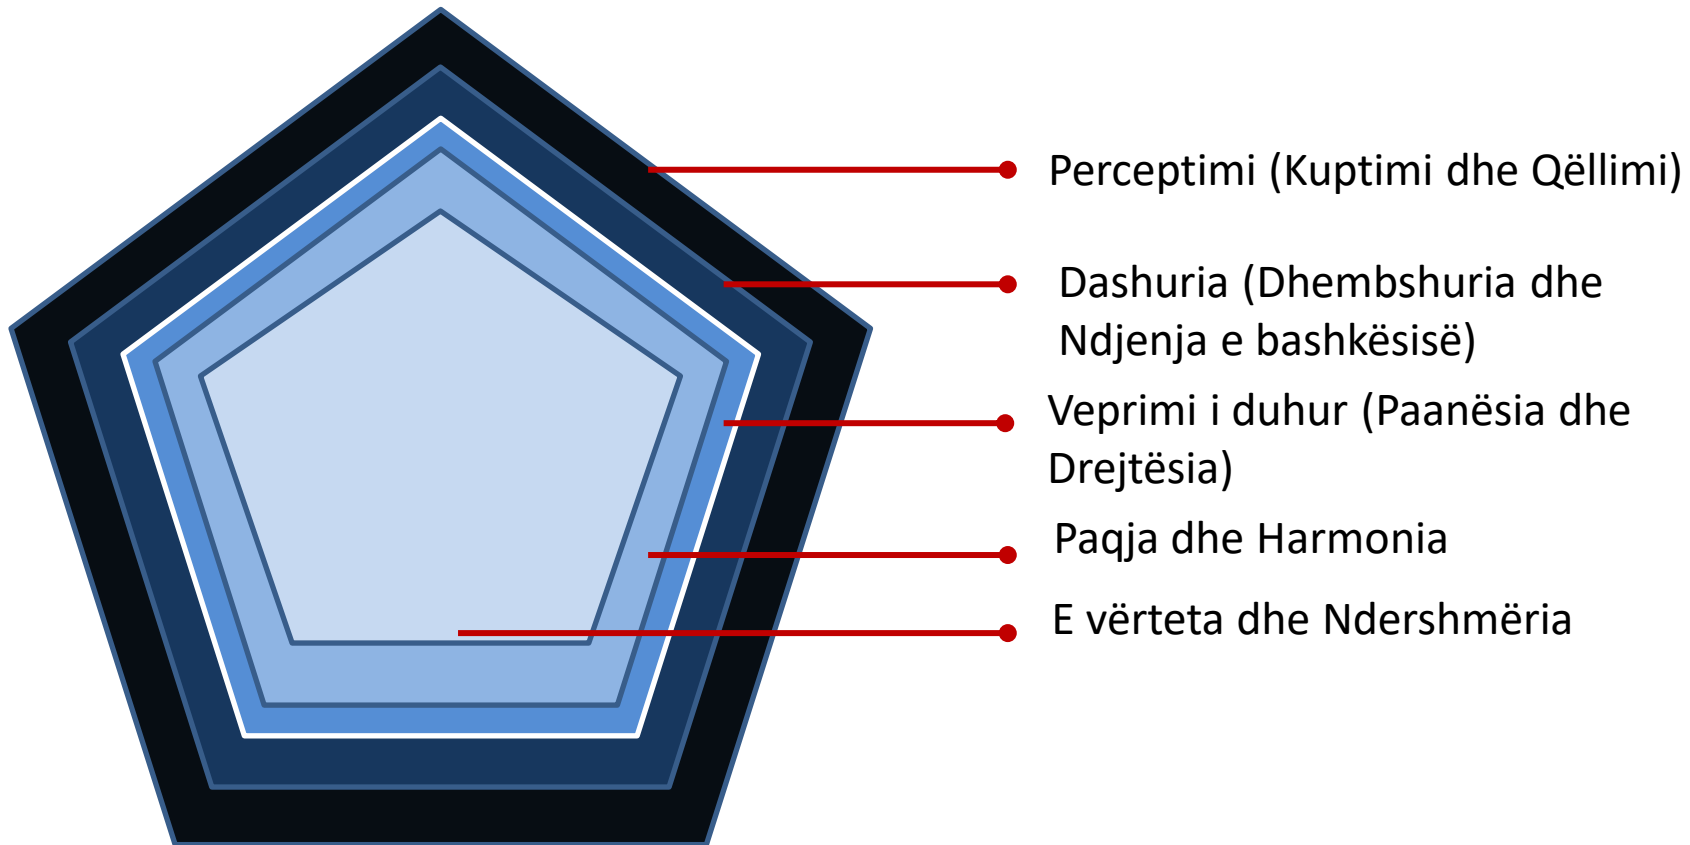 Perceptimi (Kuptimi dhe Qëllimi)
Dashuria (Dhembshuria dhe
Ndjenja e bashkësisë)
Veprimi i duhur (Paanësia dhe
Drejtësia)
Paqja dhe Harmonia
E vërteta dhe Ndershmëria